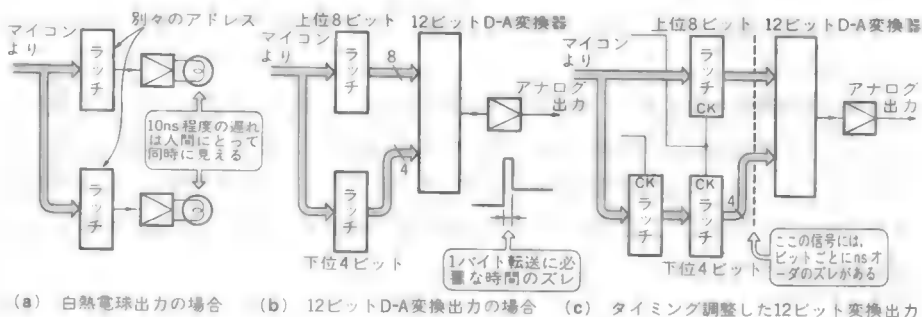 別々のアドレス
マイコン
より
ラッチ
ラッチ
10ns程度の遅れ
は人間にとって
同時に見える
(a) 白熱電球出力の場合
上位8ビット
12ビットD-A変換器
マイコン
より
ラッチ
8
アナログ
出力
4
ラッチ
下位4ビット
1バイト転送に必
要な時間のズレ
(b) 12ビットD-A変換出力の場合
上位8ビット
12ビットD-A変換器
マイコン
より
ラッチ
CK
アナログ
出力
CK
ラッチ
CK
ラッチ
4
下位4ビット
ここの信号には,
ビットごとにnsオ
ーダのズレがある
(c) タイミング調整した12ビット変換出力